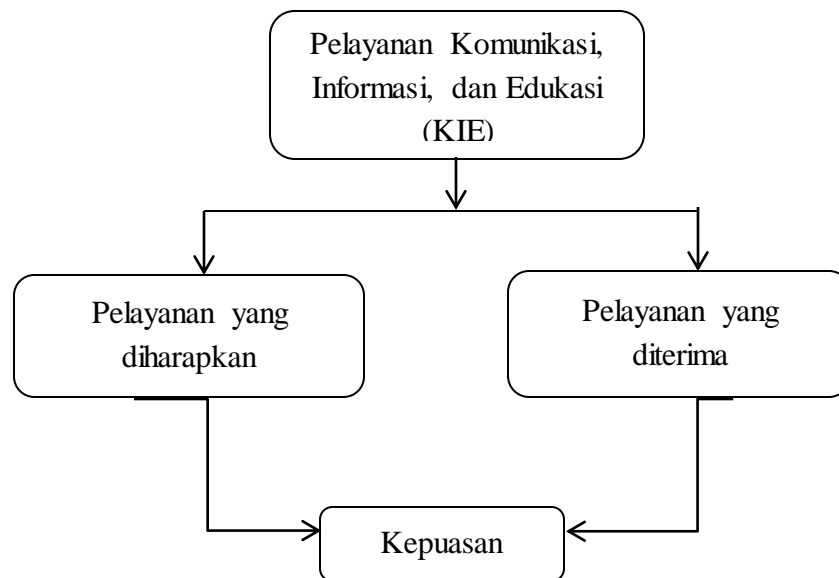 Pelayanan Komunikasi,
Informasi, dan Edukasi
(KIE)
Pelayanan yang
diharapkan
Pelayanan yang
diterima
Kepuasan